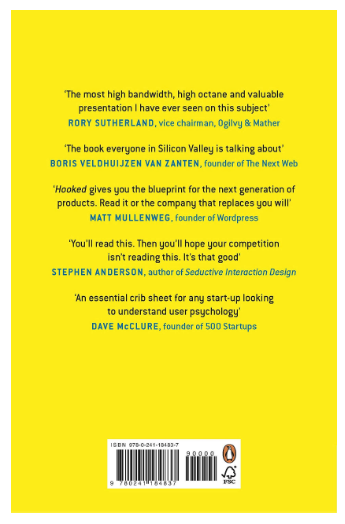 'The most high bandwidth, high octane and valuable
presentation I have ever seen on this subject'
RORY SUTHERLAND, vice chairman, Ogilvy & Mather
'The book everyone in Silicon Valley is talking about'
BORIS VELDHUIJZEN VAN ZANTEN, founder of The Next Web
'Hooked gives you the blueprint for the next generation of
products. Read it or the company that replaces you will'
MATT MULLENWEG, founder of Wordpress
'You'll read this. Then you'll hope your competition
isn't reading this. It's that good'
STEPHEN ANDERSON, author of Seductive Interaction Design
'An essential crib sheet for any start-up looking
to understand user psychology'
DAVE McCLURE, founder of 500 Startups
ISBN 978-0-241-18483-7
90000
9 780241 184837
FSC